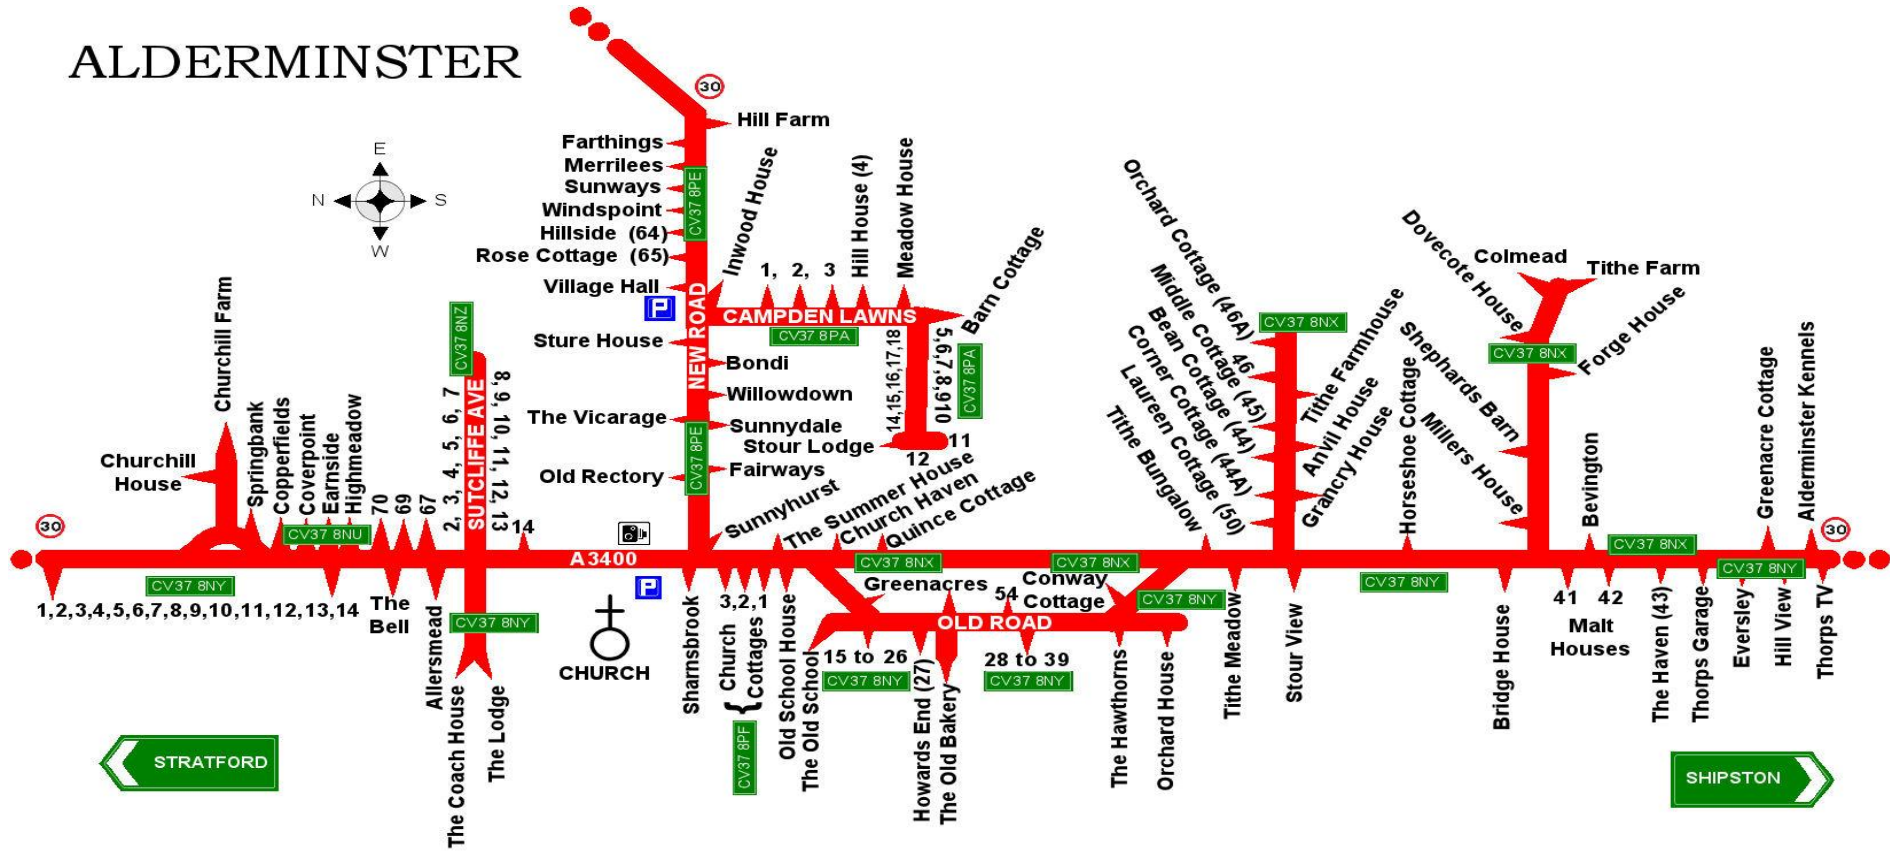 ALDERMINSTER
E
N
S
W
30
Hill Farm
Farthings
Merrilees
Sunways
Windspoint
Hillside (64)
Rose Cottage (65)
Village Hall
CV37 8PE
Inwood House
1, 2, 3
Hill House (4)
Meadow House
Barn Cottage
P
NEW ROAD
CAMPDEN LAWNS
CV37 8PA
Sture House
Bondi
Willowdown
The Vicarage
Sunnydale
Stour Lodge
Old Rectory
Fairways
CV37 8PE
14,15,16,17,18
5,6,7,8,910
CV37 8PA
11
12
Sunnyhurst
The Summer House
Church Haven
Quince Cottage
Churchill Farm
Churchill
House
Springbank
Copperfields
Coverpoint
Earnside
Highmeadow
70
69
67
CV37 8NU
CV37 8NZ
2, 3, 4, 5, 6, 7
SUTCLIFFE AVE
8, 9, 10, 11, 12, 13
14
30
A3400
CV37 8NY
1,2,3,4,5,6,7,8,9,10,11,12,13,14
The
Bell
Allersmead
CV37 8NY
The Coach House
The Lodge
P
CHURCH
Sharnsbrook
3,2,1
Church
Cottages {
CV37 8PF
Old School House
The Old School
CV37 8NX
Greenacres
54
Conway
Cottage
CV37 8NX
OLD ROAD
15 to 26
CV37 8NY
Howards End (27)
The Old Bakery
28 to 39
CV37 8NY
The Hawthorns
Orchard House
CV37 8NY
Tithe Meadow
Stour View
Orchard Cottage (46A)
46
Middle Cottage (45)
Bean Cottage (44)
Corner Cottage (44A)
Laureen Cottage (50)
Tithe Bungalow
CV37 8NX
Tithe Farmhouse
Anvil House
Grancry House
Horseshoe Cottage
CV37 8NY
Dovecote House
Colmead
Tithe Farm
Forge House
CV37 8NX
Shephards Barn
Millers House
Bridge House
Bevington
CV37 8NX
41 42
Malt
Houses
The Haven (43)
Thorps Garage
CV37 8NY
Eversley
Hill View
Thorps TV
Greenacre Cottage
Alderminster Kennels
30
STRATFORD
SHIPSTON